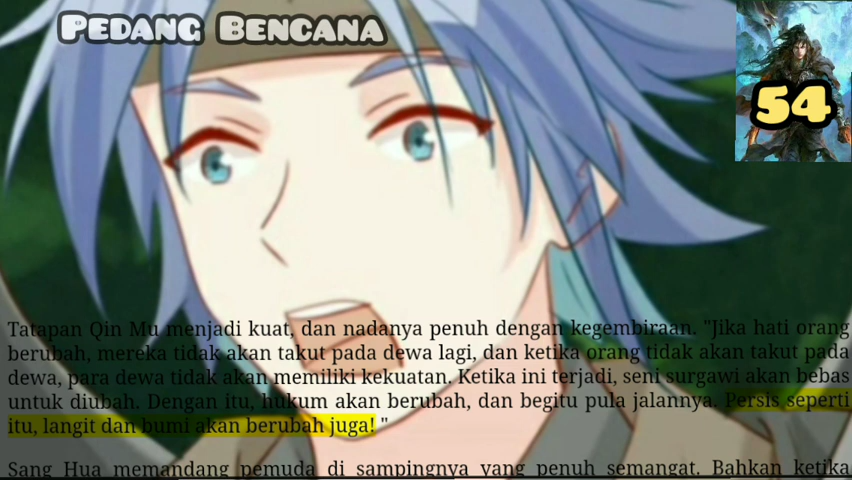 PEDANG BENCANA
54
Tatapan Qin Mu menjadi kuat, dan nadanya penuh dengan kegembiraan. "Jika hati orang
berubah, mereka tidak akan takut pada dewa lagi, dan ketika orang tidak akan takut pada
dewa, para dewa tidak akan memiliki kekuatan. Ketika ini terjadi, seni surgawi akan bebas
untuk diubah. Dengan itu, hukum akan berubah, dan begitu pula jalannya. Persis seperti
itu, langit dan bumi akan berubah juga! "
Sang Hua memandang pemuda di sampingnya yang penuh semangat. Bahkan ketika